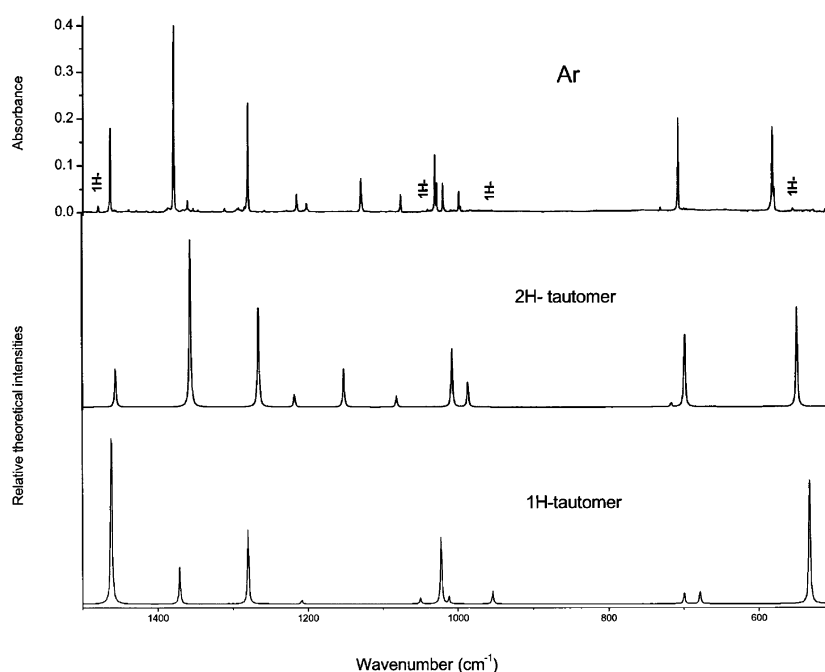 0.4
Ar
0.3
Absorbance
0.2
0.1
1H-
1H-
1H-
1H-
0.0
2H- tautomer
Relative theoretical intensities
1H-tautomer
1400
1200
1000
800
600
Wavenumber (cm⁻¹)